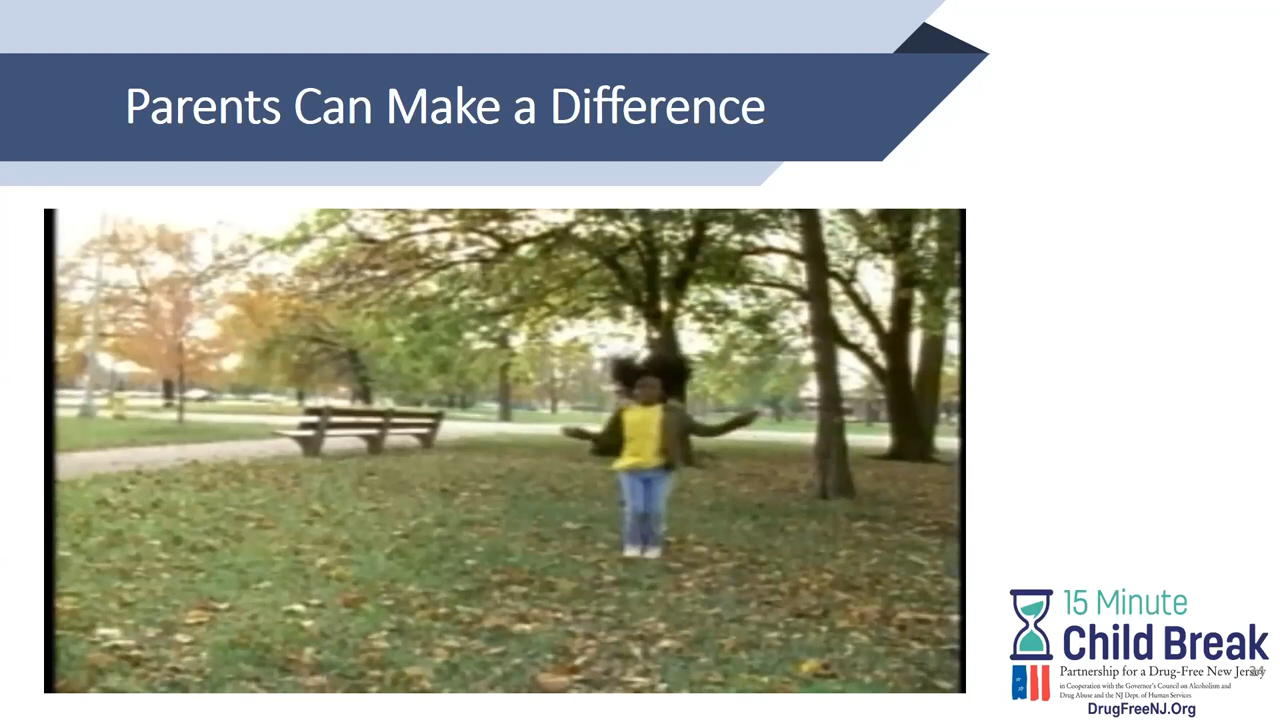 Parents Can Make a Difference
15 Minute
Child Break
Partnership for a Drug-Free New Jersey
in Cooperation with the Governor's Council on Alcoholism and
Drug Abuse and the NJ Dept. of Human Services
DrugFreeNJ.Org